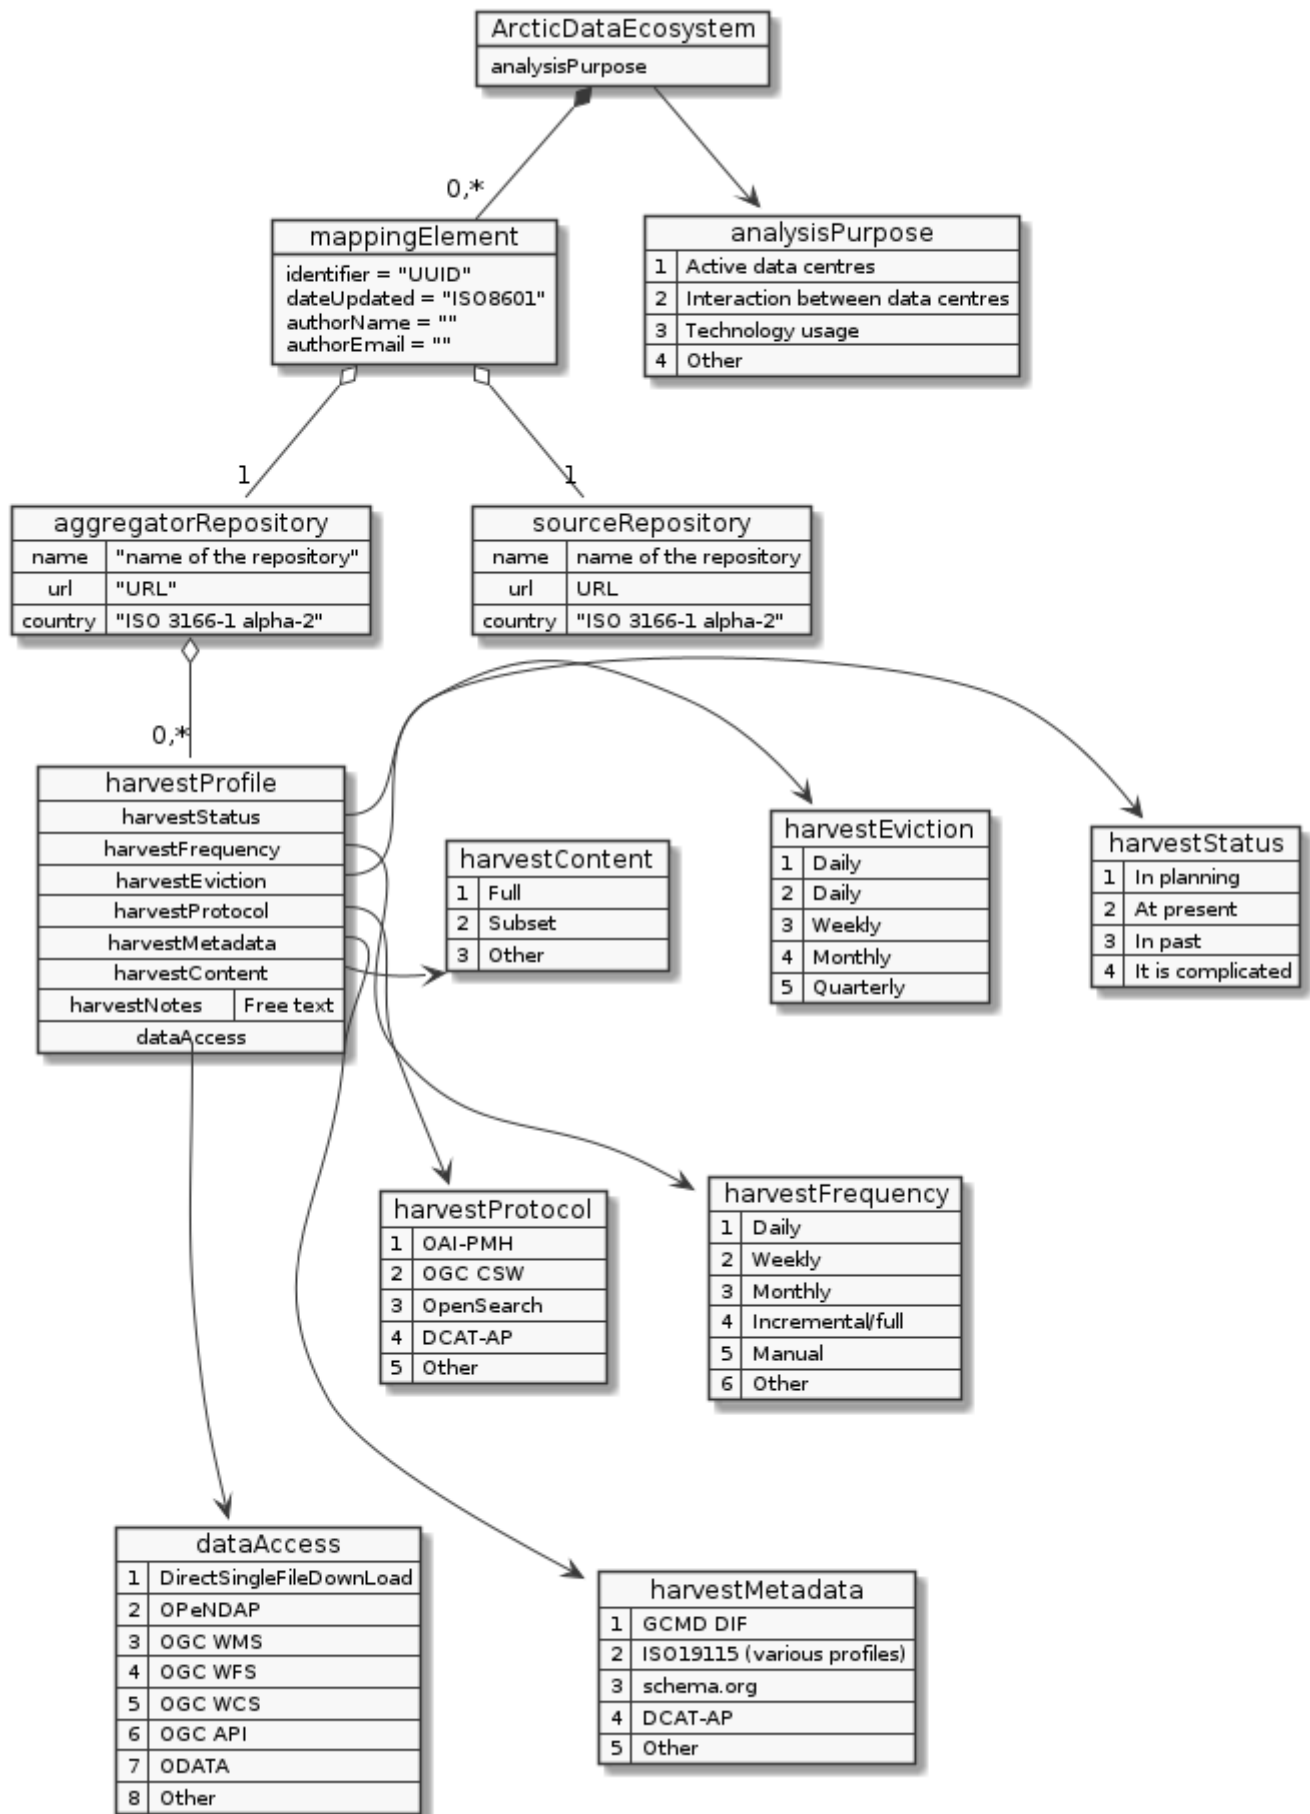 ArcticDataEcosystem
analysisPurpose
0,*
mappingElement
identifier = "UUID"
dateUpdated = "ISO8601"
authorName = ""
authorEmail = ""
analysisPurpose
1 Active data centres
2 Interaction between data centres
3 Technology usage
4 Other
1
1
aggregatorRepository
name "name of the repository"
url "URL"
country "ISO 3166-1 alpha-2"
sourceRepository
name name of the repository
url URL
country "ISO 3166-1 alpha-2"
0,*
harvestProfile
harvestStatus
harvestFrequency
harvestEviction
harvestProtocol
harvestMetadata
harvestContent
harvestNotes Free text
dataAccess
harvestContent
1 Full
2 Subset
3 Other
harvestEviction
1 Daily
2 Daily
3 Weekly
4 Monthly
5 Quarterly
harvestStatus
1 In planning
2 At present
3 In past
4 It is complicated
harvestProtocol
1 OAI-PMH
2 OGC CSW
3 OpenSearch
4 DCAT-AP
5 Other
harvestFrequency
1 Daily
2 Weekly
3 Monthly
4 Incremental/full
5 Manual
6 Other
dataAccess
1 DirectSingleFileDownLoad
2 OPeNDAP
3 OGC WMS
4 OGC WFS
5 OGC WCS
6 OGC API
7 ODATA
8 Other
harvestMetadata
1 GCMD DIF
2 ISO19115 (various profiles)
3 schema.org
4 DCAT-AP
5 Other